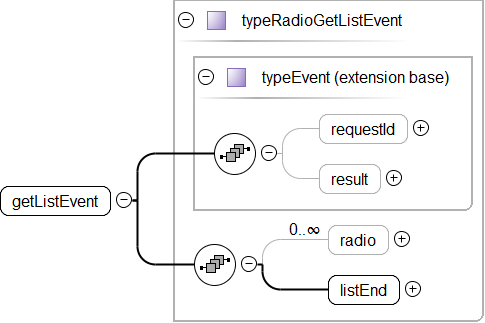 typeRadioGetListEvent
typeEvent (extension base)
requestId
result
getListEvent
0..∞
radio
listEnd